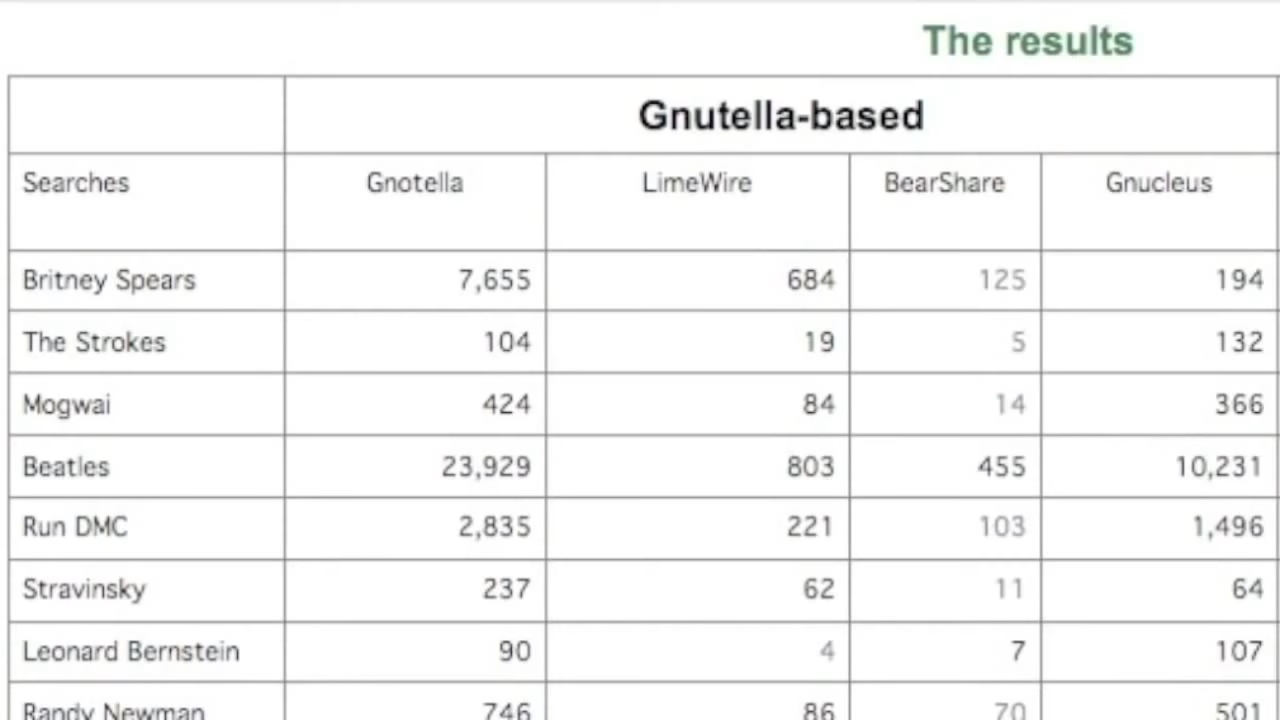 The results
Gnutella-based
Searches Gnotella LimeWire BearShare Gnucleus
Britney Spears 7,655 684 125 194
The Strokes 104 19 5 132
Mogwai 424 84 14 366
Beatles 23,929 803 455 10,231
Run DMC 2,835 221 103 1,496
Stravinsky 237 62 11 64
Leonard Bernstein 90 4 7 107
Randy Newman 746 86 70 501